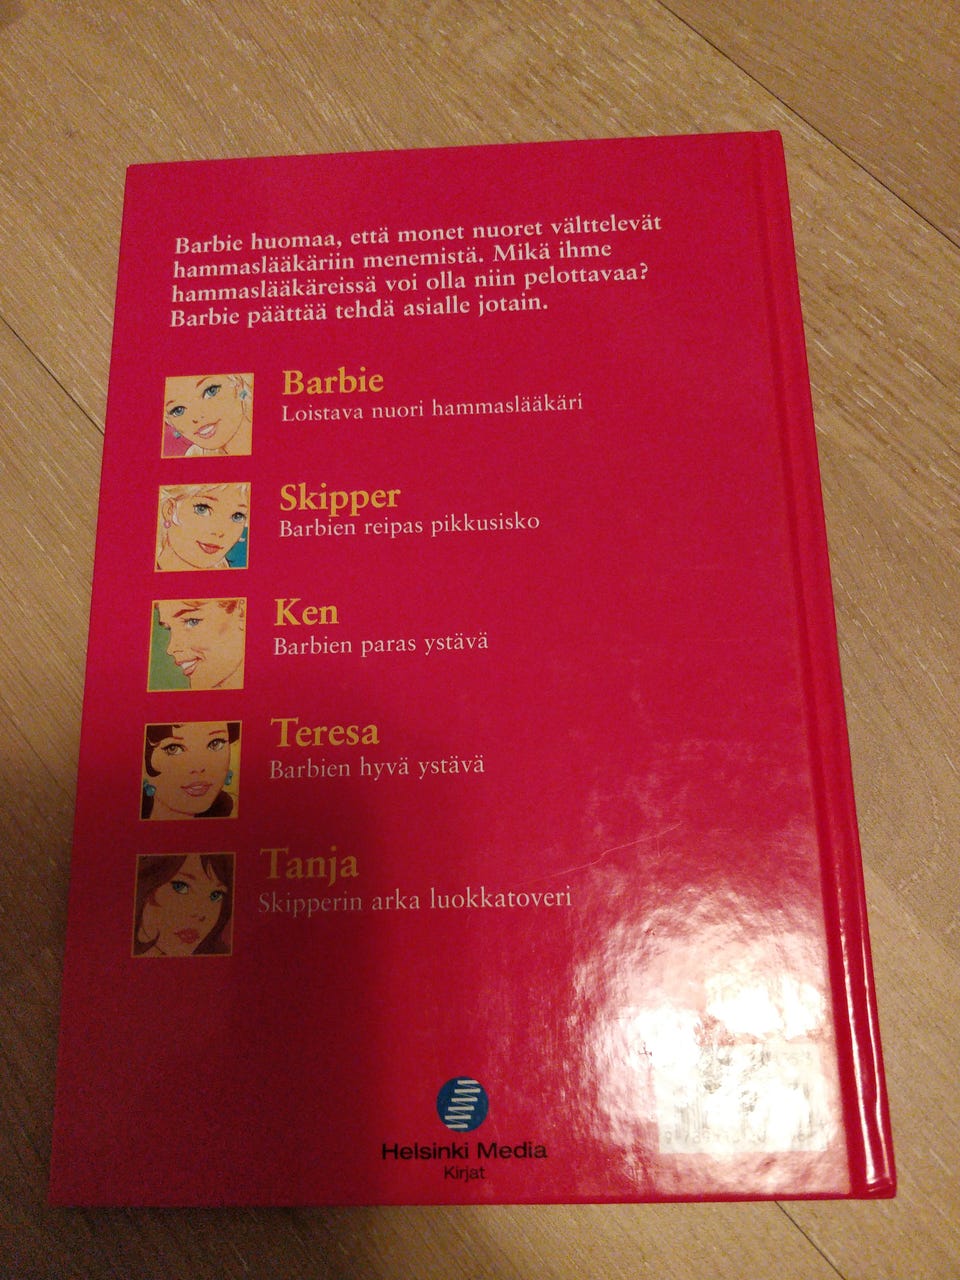 Barbie huomaa, että monet nuoret välttelevät
hammaslääkäriin menemistä. Mikä ihme
hammaslääkäreissä voi olla niin pelottavaa?
Barbie päättää tehdä asialle jotain.
Barbie
Loistava nuori hammaslääkäri
Skipper
Barbien reipas pikkusisko
Ken
Barbien paras ystävä
Teresa
Barbien hyvä ystävä
Tanja
Skipperin arka luokkatoveri
Helsinki Media
Kirjat